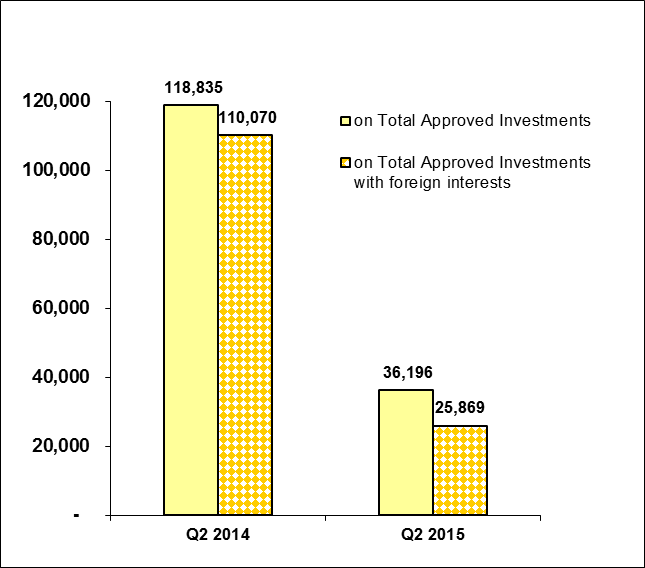 118,835
120,000
110,070
on Total Approved Investments
on Total Approved Investments
with foreign interests
100,000
80,000
60,000
40,000
36,196
25,869
20,000
-
Q2 2014
Q2 2015